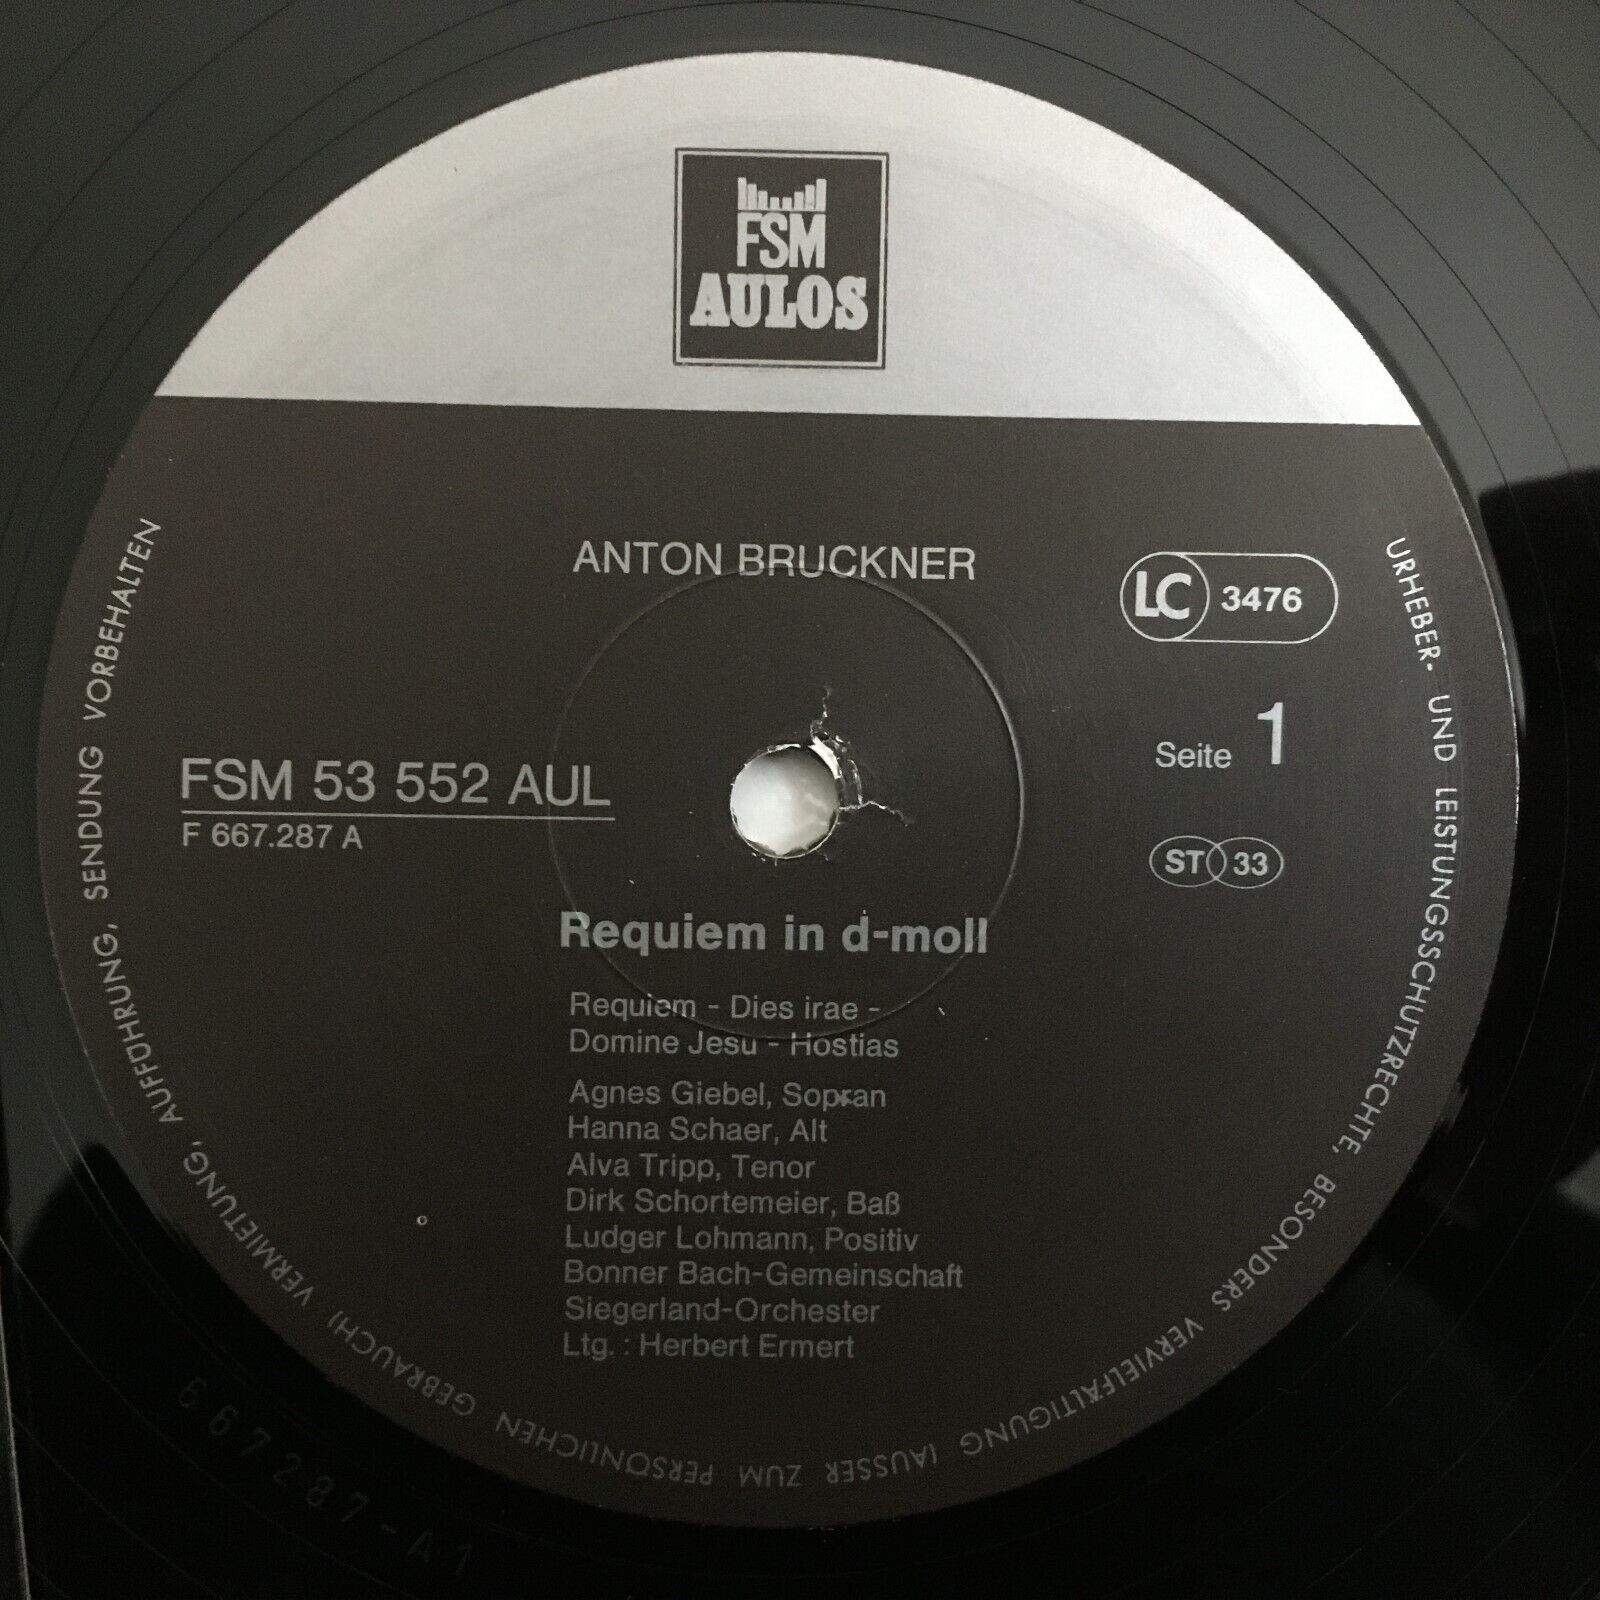 FSM
AULOS
ANTON BRUCKNER
LC 3476
Seite 1
FSM 53 552 AUL
F 667.287 A
ST 33
Requiem in d-moll
Requiem - Dies irae -
Domine Jesu - Hostias
Agnes Giebel, Sopran
Hanna Schaer, Alt
Alva Tripp, Tenor
Dirk Schortemeier, Baß
Ludger Lohmann, Positiv
Bonner Bach-Gemeinschaft
Siegerland-Orchester
Ltg. : Herbert Ermert
URHEBER- UND LEISTUNGSSCHUTZRECHTE, BESONDERS VERVIELFÄLTIGUNG (AUSSER ZUM PERSÖNLICHEN GEBRAUCH) VERMIETUNG, AUFFÜHRUNG, SENDUNG VORBEHALTEN
667287-A1